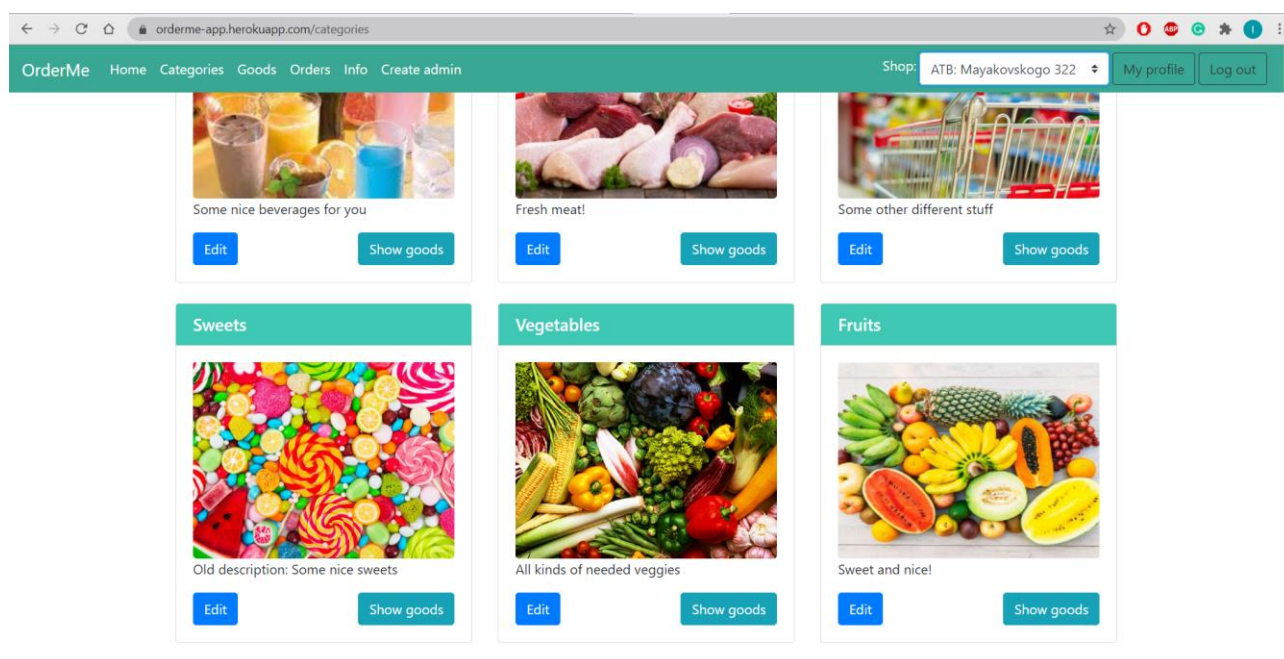 orderme-app.herokuapp.com/categories
ABP
OrderMe Home Categories Goods Orders Info Create admin Shop: ATB: Mayakovskogo 322 My profile Log out
Some nice beverages for you
Fresh meat!
Some other different stuff
Edit Show goods
Edit Show goods
Edit Show goods
Sweets
Vegetables
Fruits
Old description: Some nice sweets
All kinds of needed veggies
Sweet and nice!
Edit Show goods
Edit Show goods
Edit Show goods